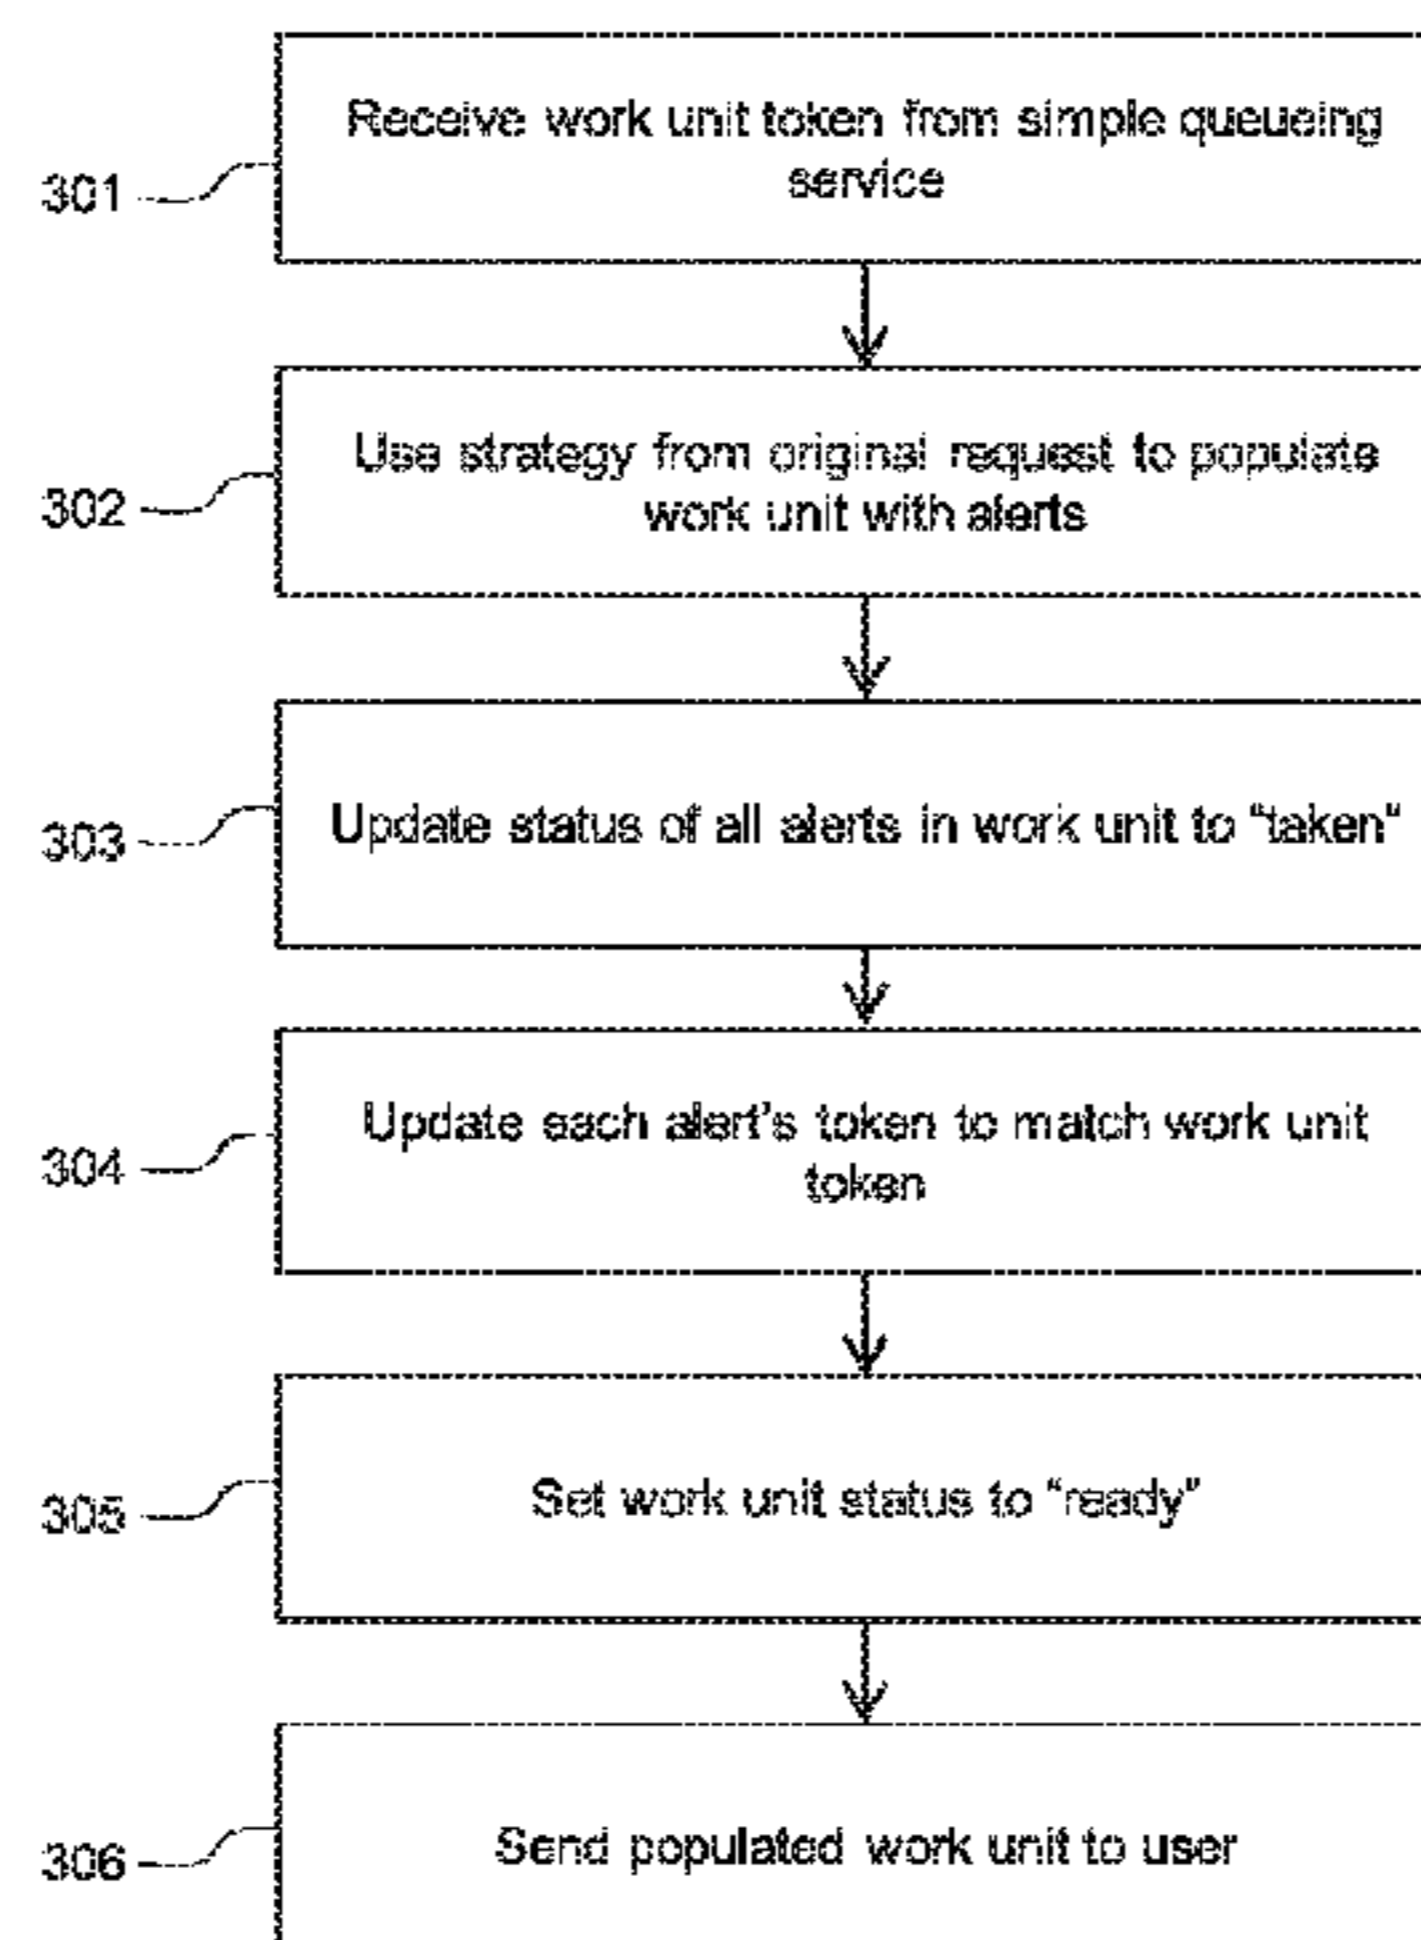 Receive work unit token from simple queueing
service
301
Use strategy from original request to populate
work unit with alerts
302
Update status of all alerts in work unit to "taken"
303
Update each alert's token to match work unit
token
304
Set work unit status to "ready"
305
Send populated work unit to user
306